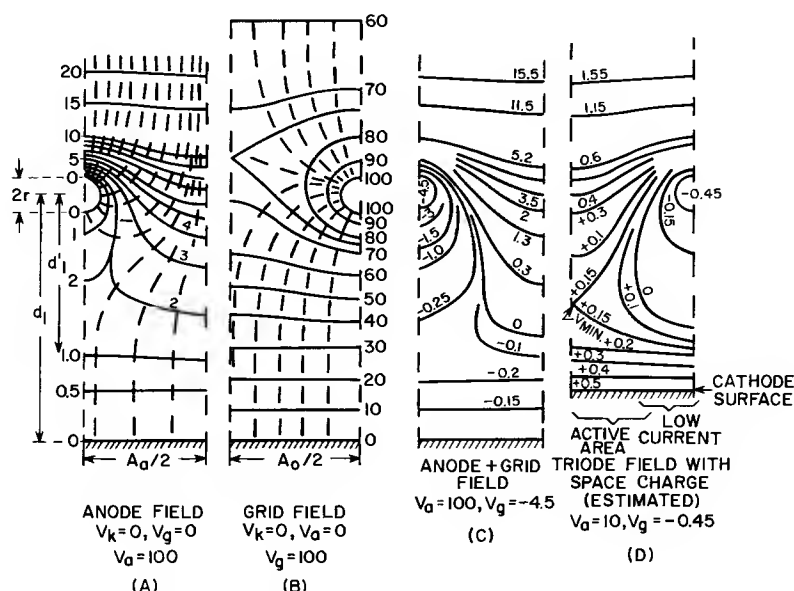 20
15
10
5
0
2r
0
1
2
d'1
d1
1.0
0.5
0
4
3
2
Aa/2
ANODE FIELD
Vk=0, Vg=0
Va=100
(A)
60
70
80
90
100
100
90
80
70
60
50
40
30
20
10
0
Ao/2
GRID FIELD
Vk=0, Va=0
Vg=100
(B)
15.5
11.5
5.2
-4.5
3.5
2
-1.5
1.3
-1.0
0.3
-0.25
0
-0.1
-0.2
-0.15
ANODE + GRID
FIELD
Va=100, Vg=-4.5
(C)
1.55
1.15
0.6
0.4
-0.45
+0.3
-0.15
+0.1
+0.15
0
+0.1
+0.15
VMIN.
+0.2
+0.3
+0.4
+0.5
CATHODE
SURFACE
ACTIVE
AREA
LOW
CURRENT
TRIODE FIELD WITH
SPACE CHARGE
(ESTIMATED)
Va=10, Vg=-0.45
(D)